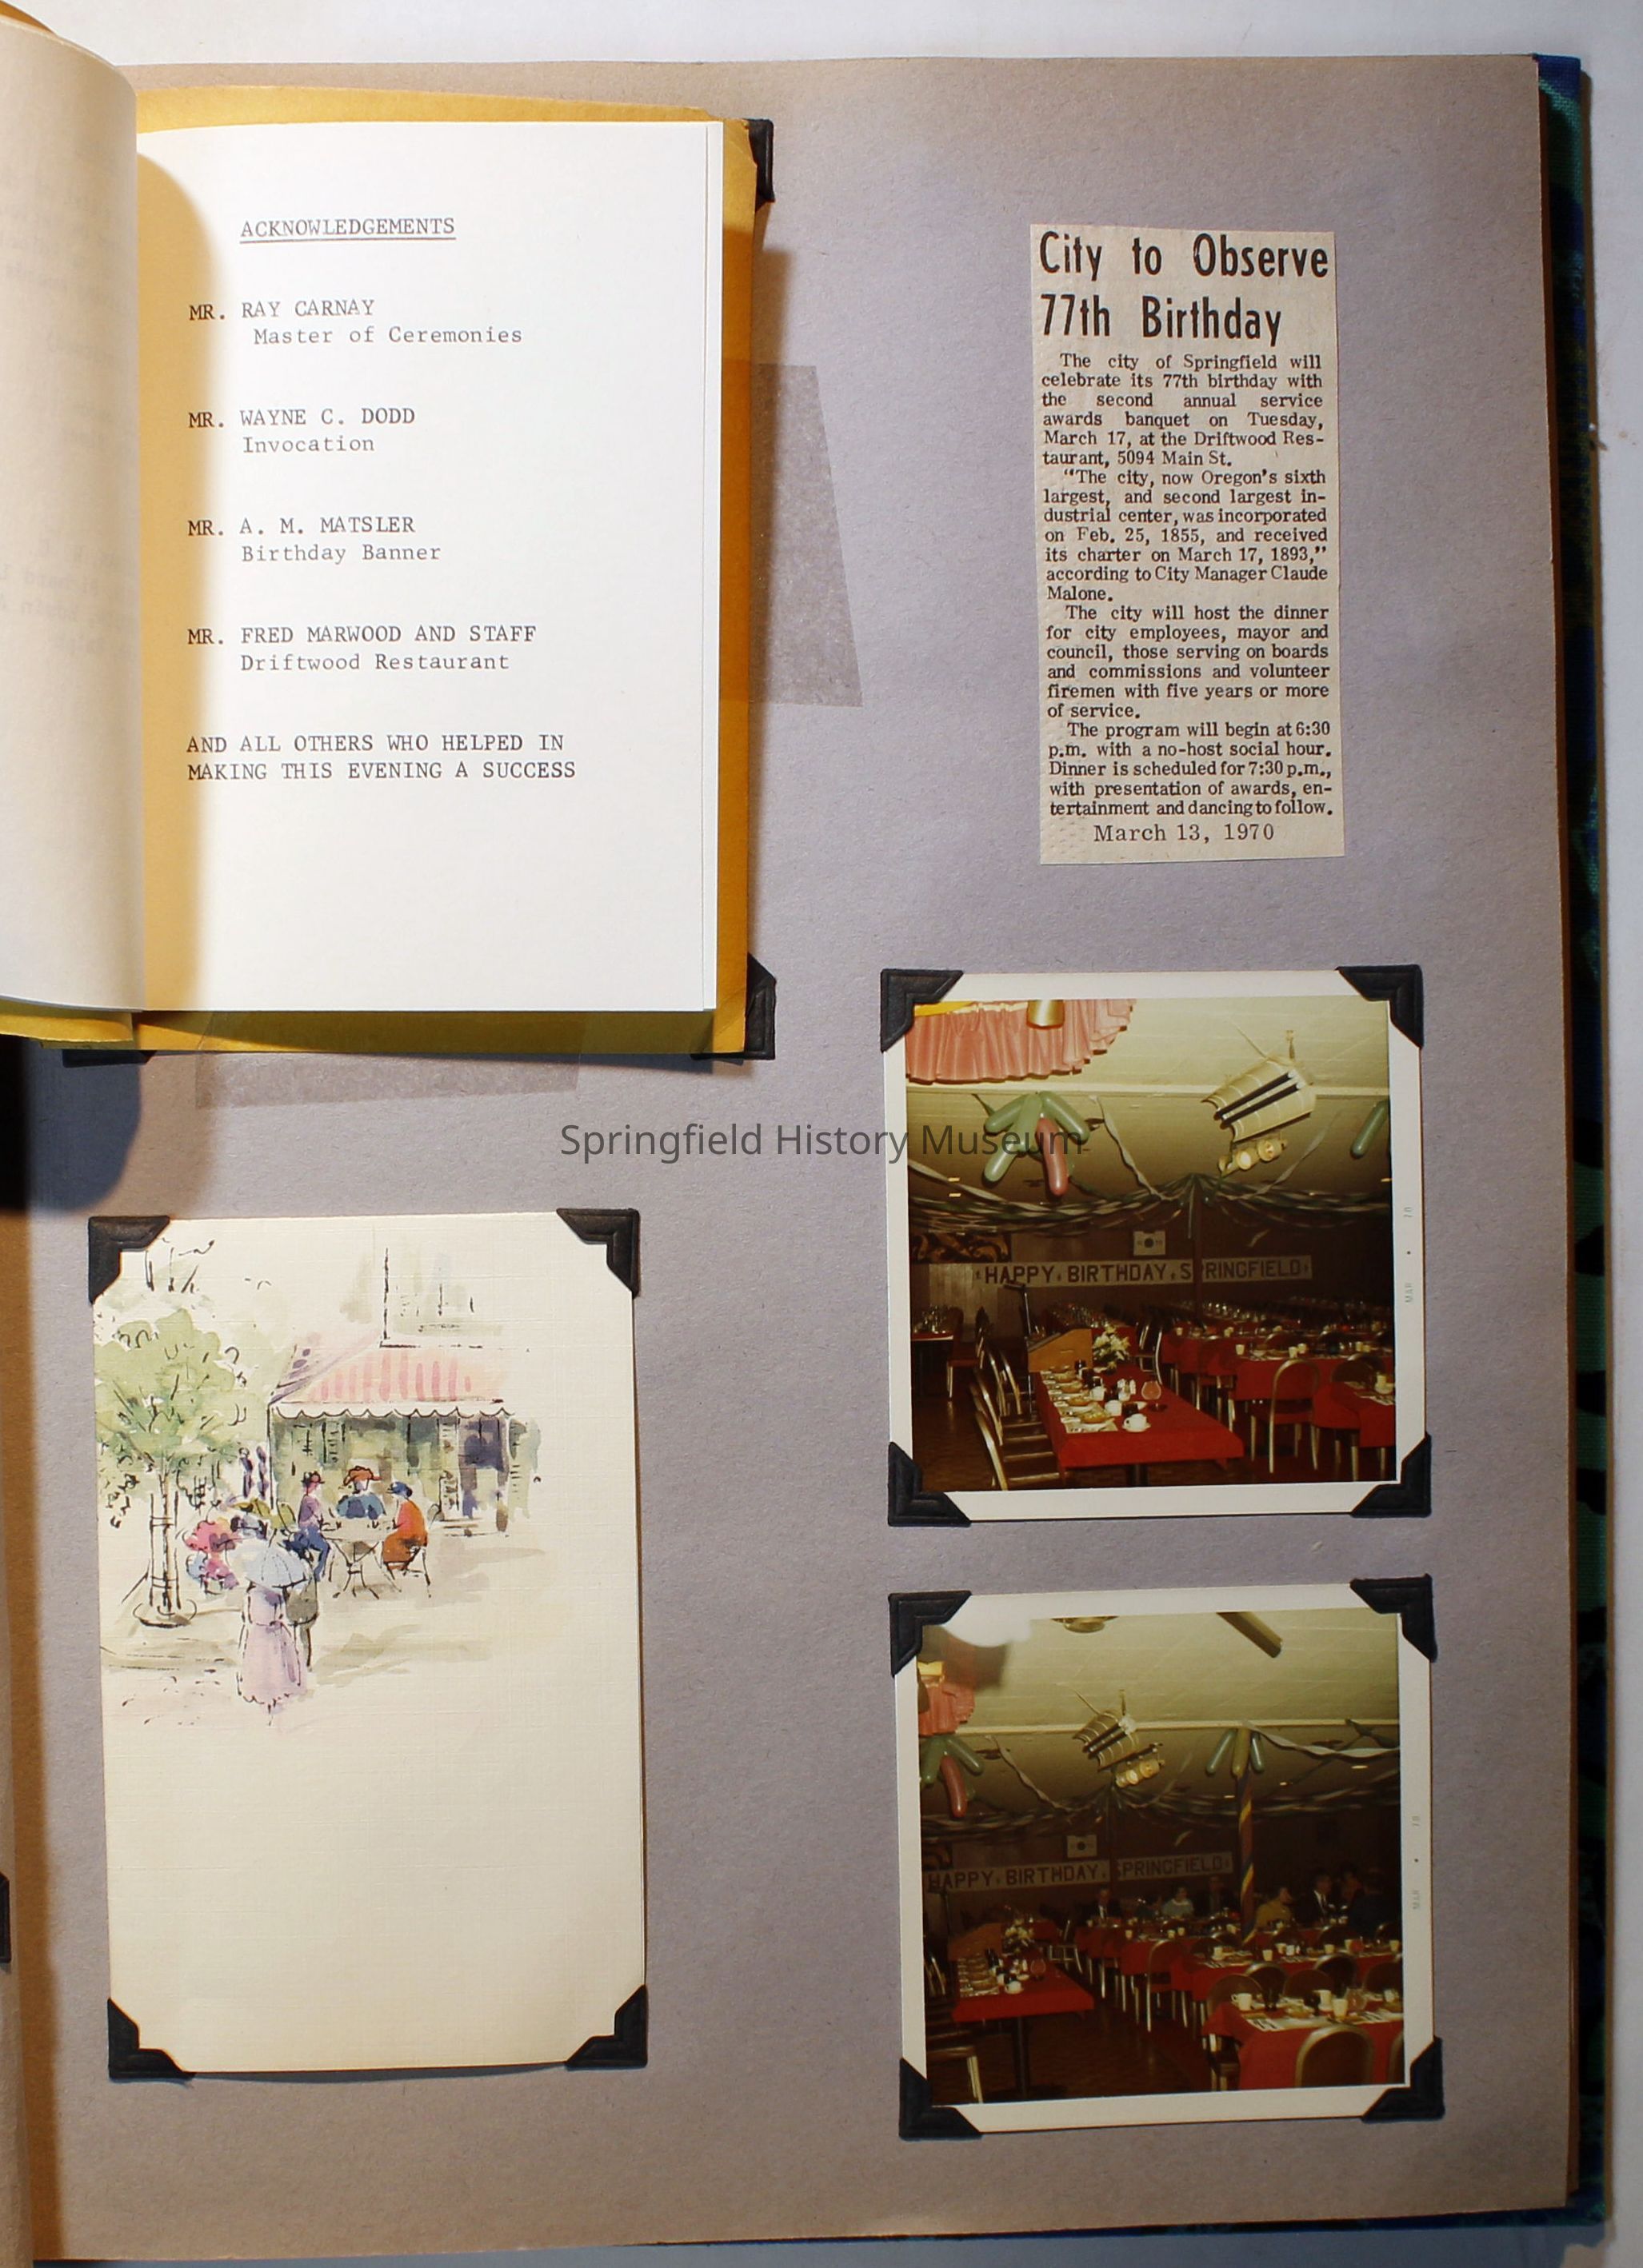 ACKNOWLEDGEMENTS
MR. RAY CARNAY
Master of Ceremonies
MR. WAYNE C. DODD
Invocation
MR. A. M. MATSLER
Birthday Banner
MR. FRED MARWOOD AND STAFF
Driftwood Restaurant
AND ALL OTHERS WHO HELPED IN
MAKING THIS EVENING A SUCCESS
City to Observe
77th Birthday
The city of Springfield will
celebrate its 77th birthday with
the second annual service
awards banquet on Tuesday,
March 17, at the Driftwood Res-
taurant, 5094 Main St.
"The city, now Oregon's sixth
largest, and second largest in-
dustrial center, was incorporated
on Feb. 25, 1855, and received
its charter on March 17, 1893,"
according to City Manager Claude
Malone.
The city will host the dinner
for city employees, mayor and
council, those serving on boards
and commissions and volunteer
firemen with five years or more
of service.
The program will begin at 6:30
p.m. with a no-host social hour.
Dinner is scheduled for 7:30 p.m.,
with presentation of awards, en-
tertainment and dancing to follow.
March 13, 1970
Springfield History Museum
HAPPY BIRTHDAY SPRINGFIELD
MAR • 70
HAPPY BIRTHDAY SPRINGFIELD
MAR • 70